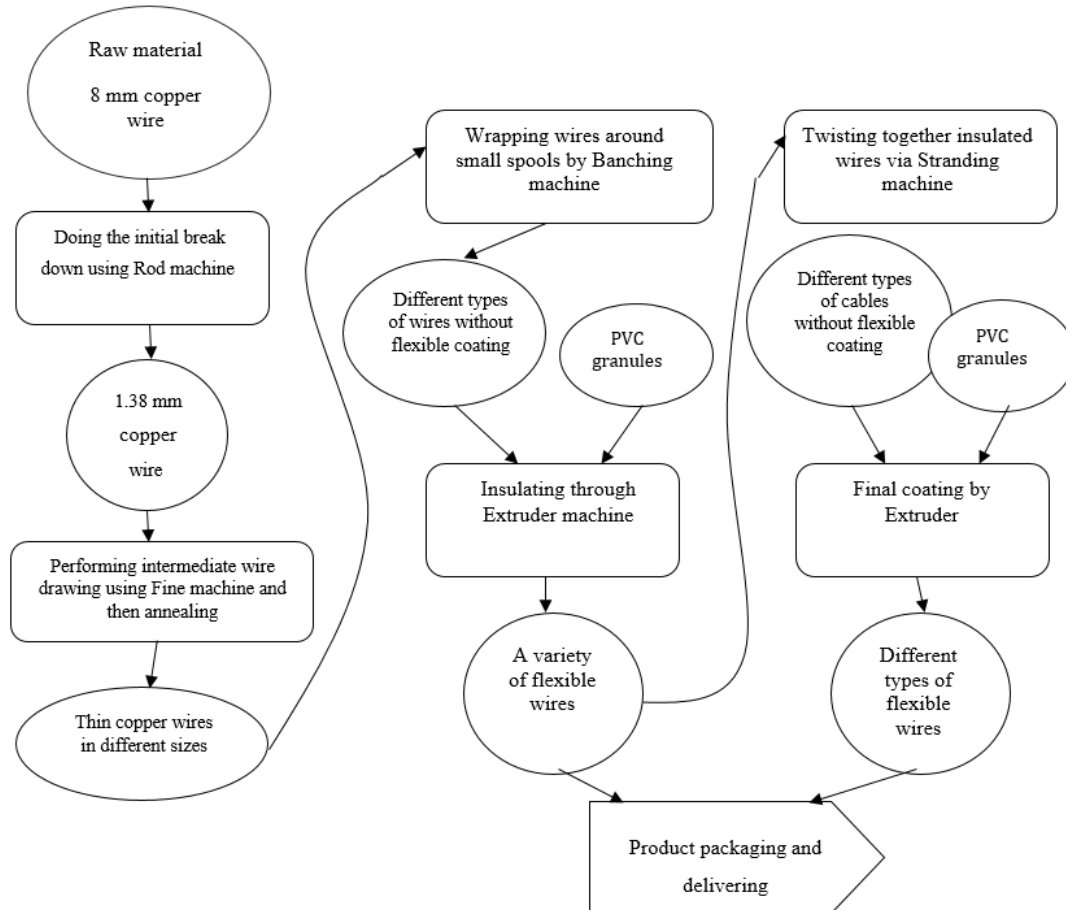 Raw material
8 mm copper
wire
Doing the initial break
down using Rod machine
1.38 mm
copper
wire
Performing intermediate wire
drawing using Fine machine and
then annealing
Thin copper wires
in different sizes
Wrapping wires around
small spools by Banching
machine
Different types
of wires without
flexible coating
PVC
granules
Insulating through
Extruder machine
A variety
of flexible
wires
Twisting together insulated
wires via Stranding
machine
Different types
of cables
without flexible
coating
PVC
granules
Final coating by
Extruder
Different
types of
flexible
wires
Product packaging and
delivering